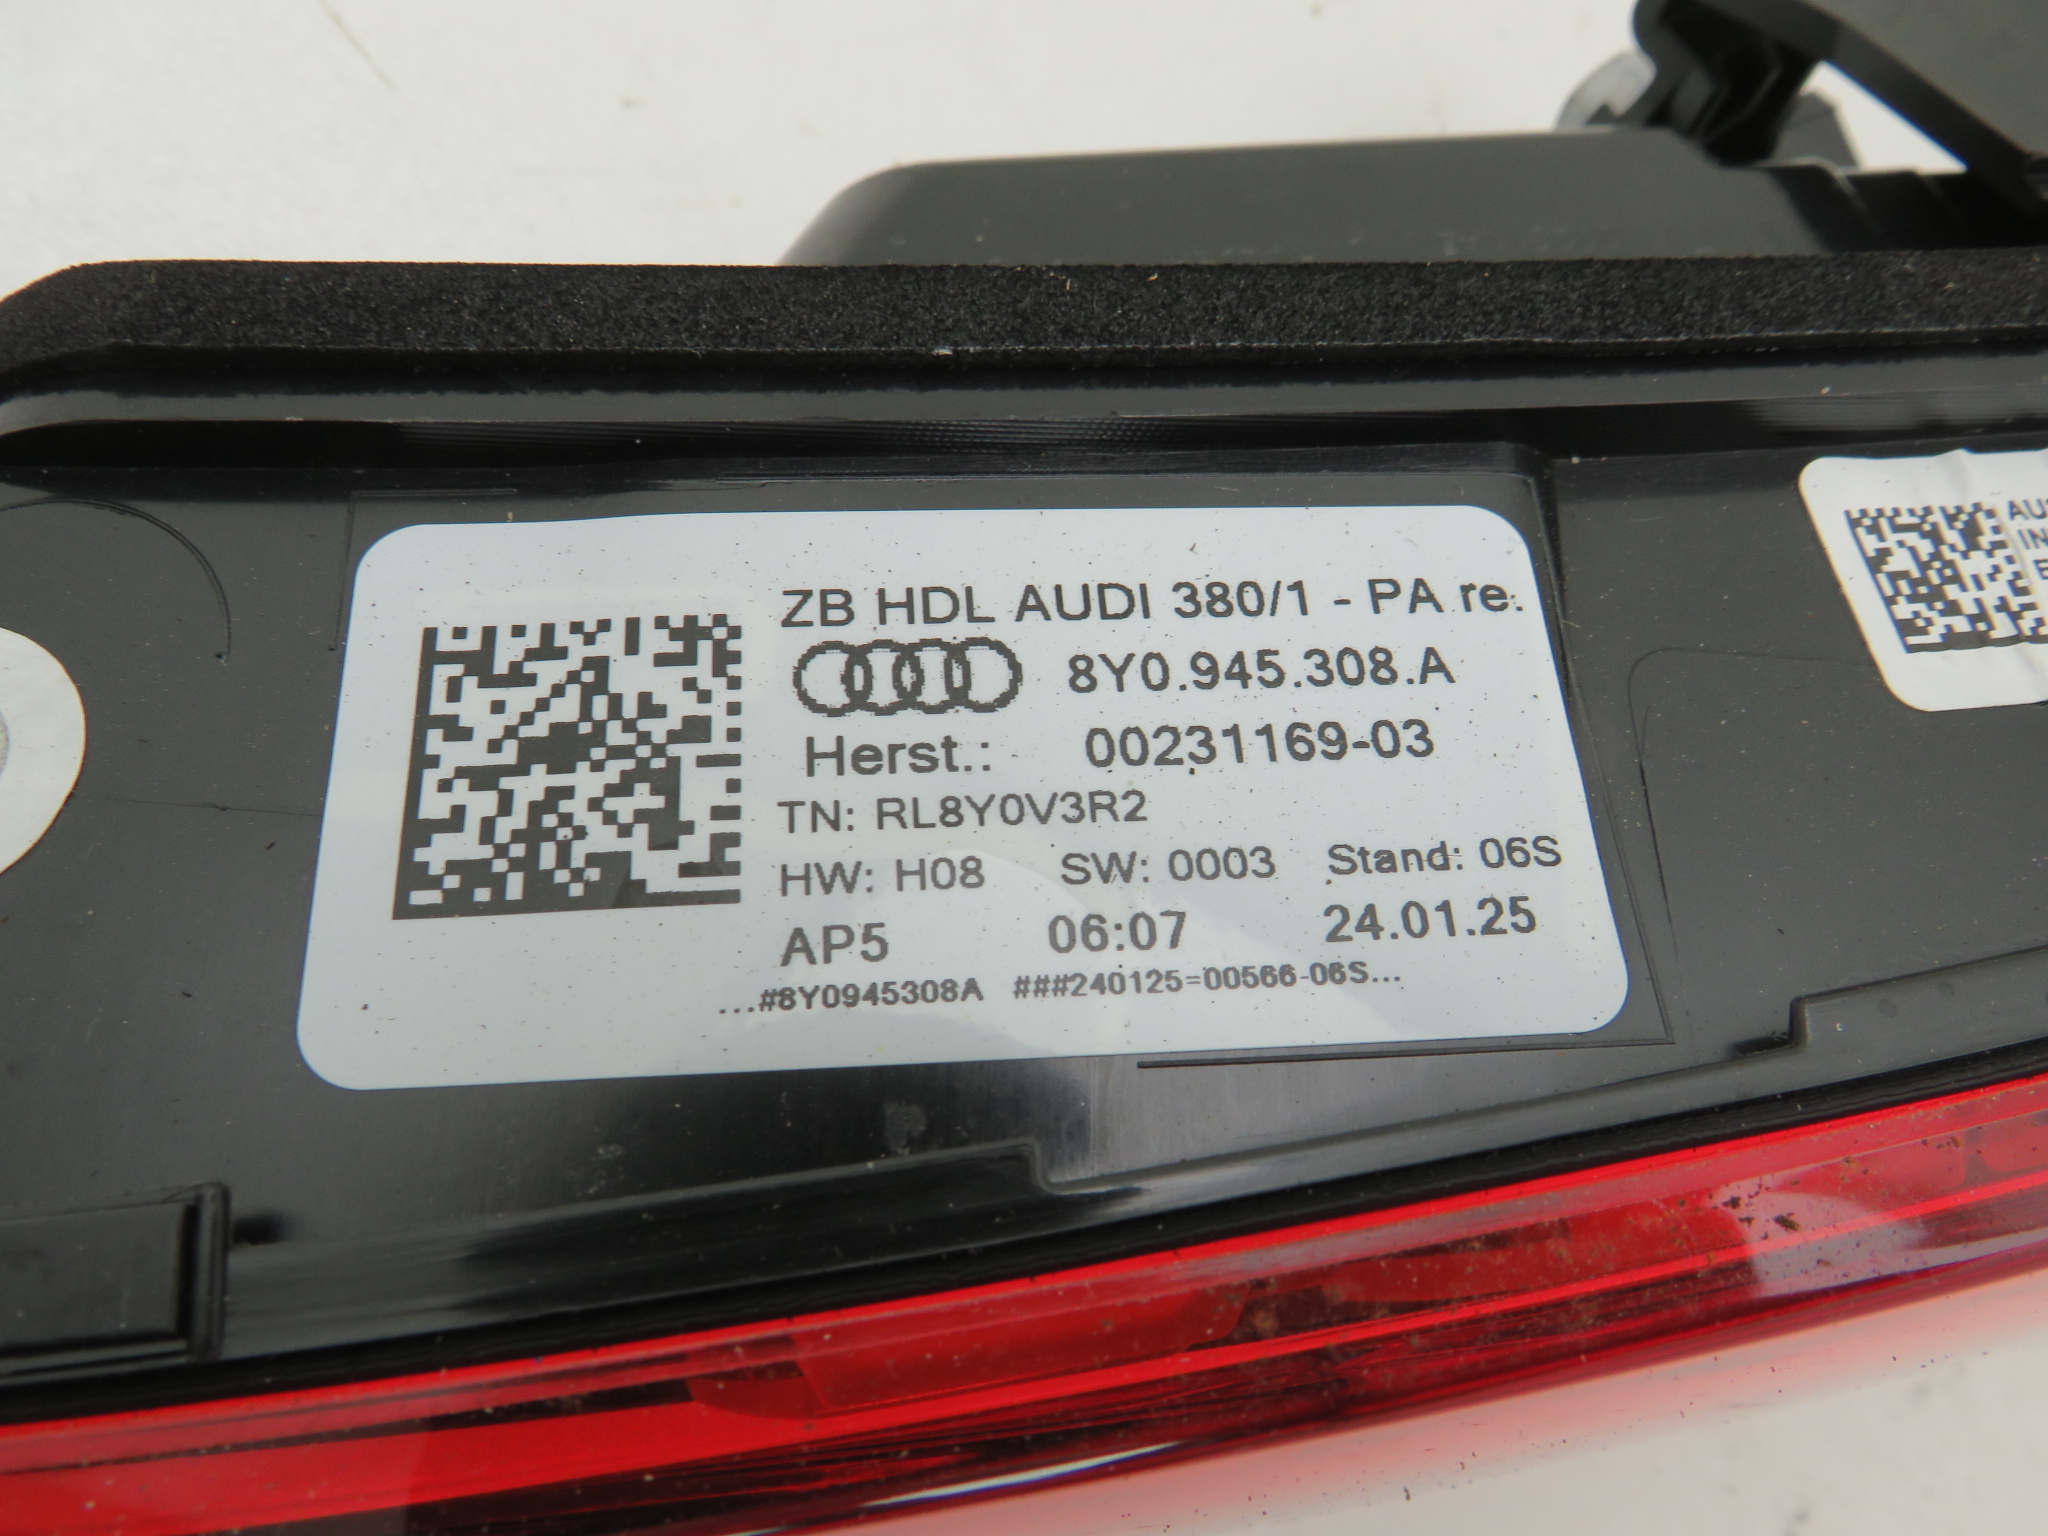 ZB HDL AUDI 380/1 - PA re.
8Y0.945.308.A
Herst.: 00231169-03
TN: RL8Y0V3R2
HW: H08 SW: 0003 Stand: 06S
AP5 06:07 24.01.25
...#8Y0945308A ###240125=00566-06S...